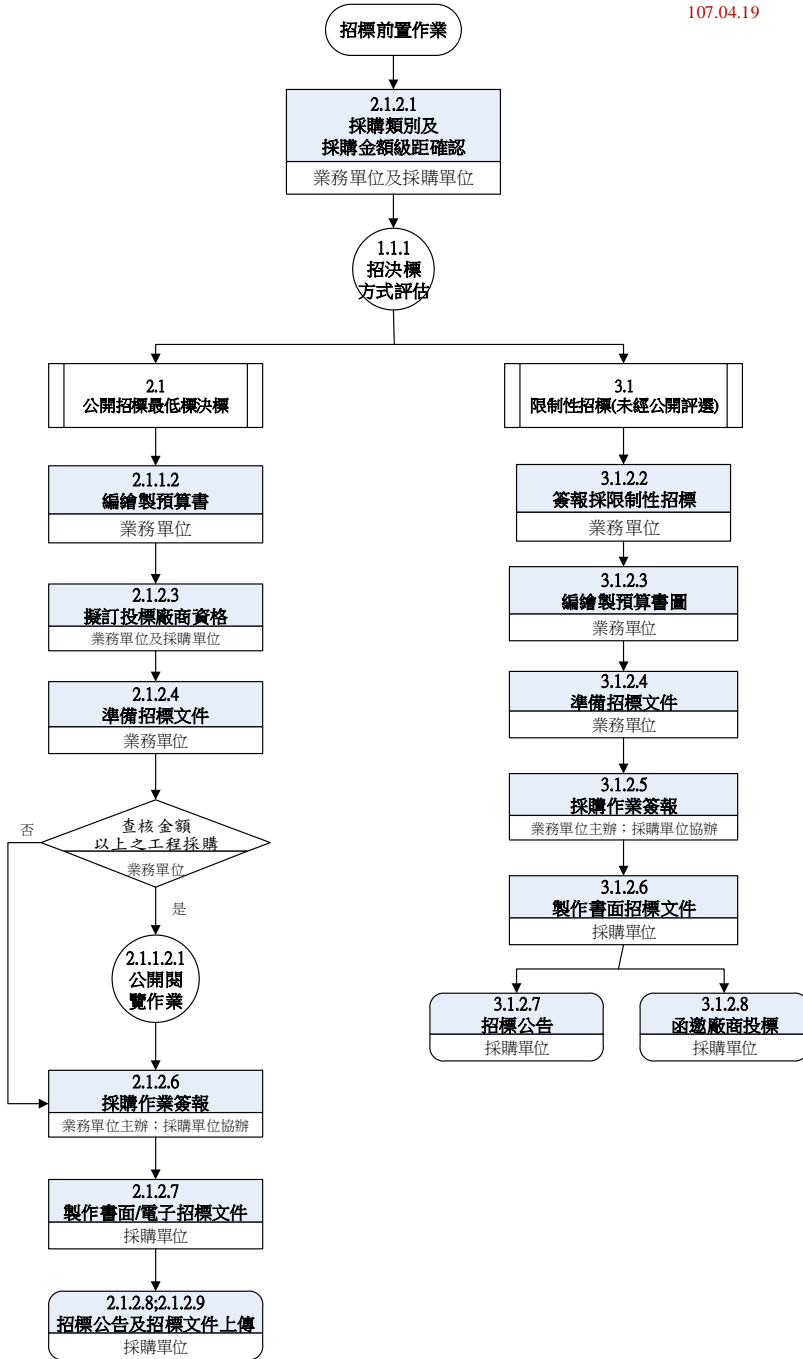 107.04.19
招標前置作業
2.1.2.1
採購類別及
採購金額級距確認
業務單位及採購單位
1.1.1
招決標
方式評估
2.1
公開招標最低標決標
2.1.1.2
編繪製預算書
業務單位
2.1.2.3
擬訂投標廠商資格
業務單位及採購單位
2.1.2.4
準備招標文件
業務單位
查核金額
以上之工程採購
業務單位
否
是
2.1.1.2.1
公開閱
覽作業
2.1.2.6
採購作業簽報
業務單位主辦；採購單位協辦
2.1.2.7
製作書面/電子招標文件
採購單位
2.1.2.8;2.1.2.9
招標公告及招標文件上傳
採購單位
3.1
限制性招標(未經公開評選)
3.1.2.2
簽報採限制性招標
業務單位
3.1.2.3
編繪製預算書圖
業務單位
3.1.2.4
準備招標文件
業務單位
3.1.2.5
採購作業簽報
業務單位主辦；採購單位協辦
3.1.2.6
製作書面招標文件
採購單位
3.1.2.7
招標公告
採購單位
3.1.2.8
函邀廠商投標
採購單位